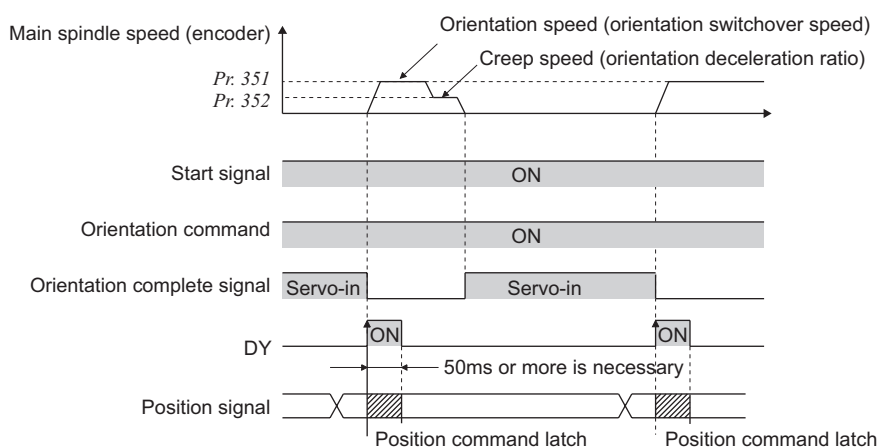 Orientation speed (orientation switchover speed)
Main spindle speed (encoder)
Creep speed (orientation deceleration ratio)
Pr. 351
Pr. 352
Start signal
ON
Orientation command
ON
Orientation complete signal
Servo-in
Servo-in
DY
ON
ON
50ms or more is necessary
Position signal
Position command latch
Position command latch